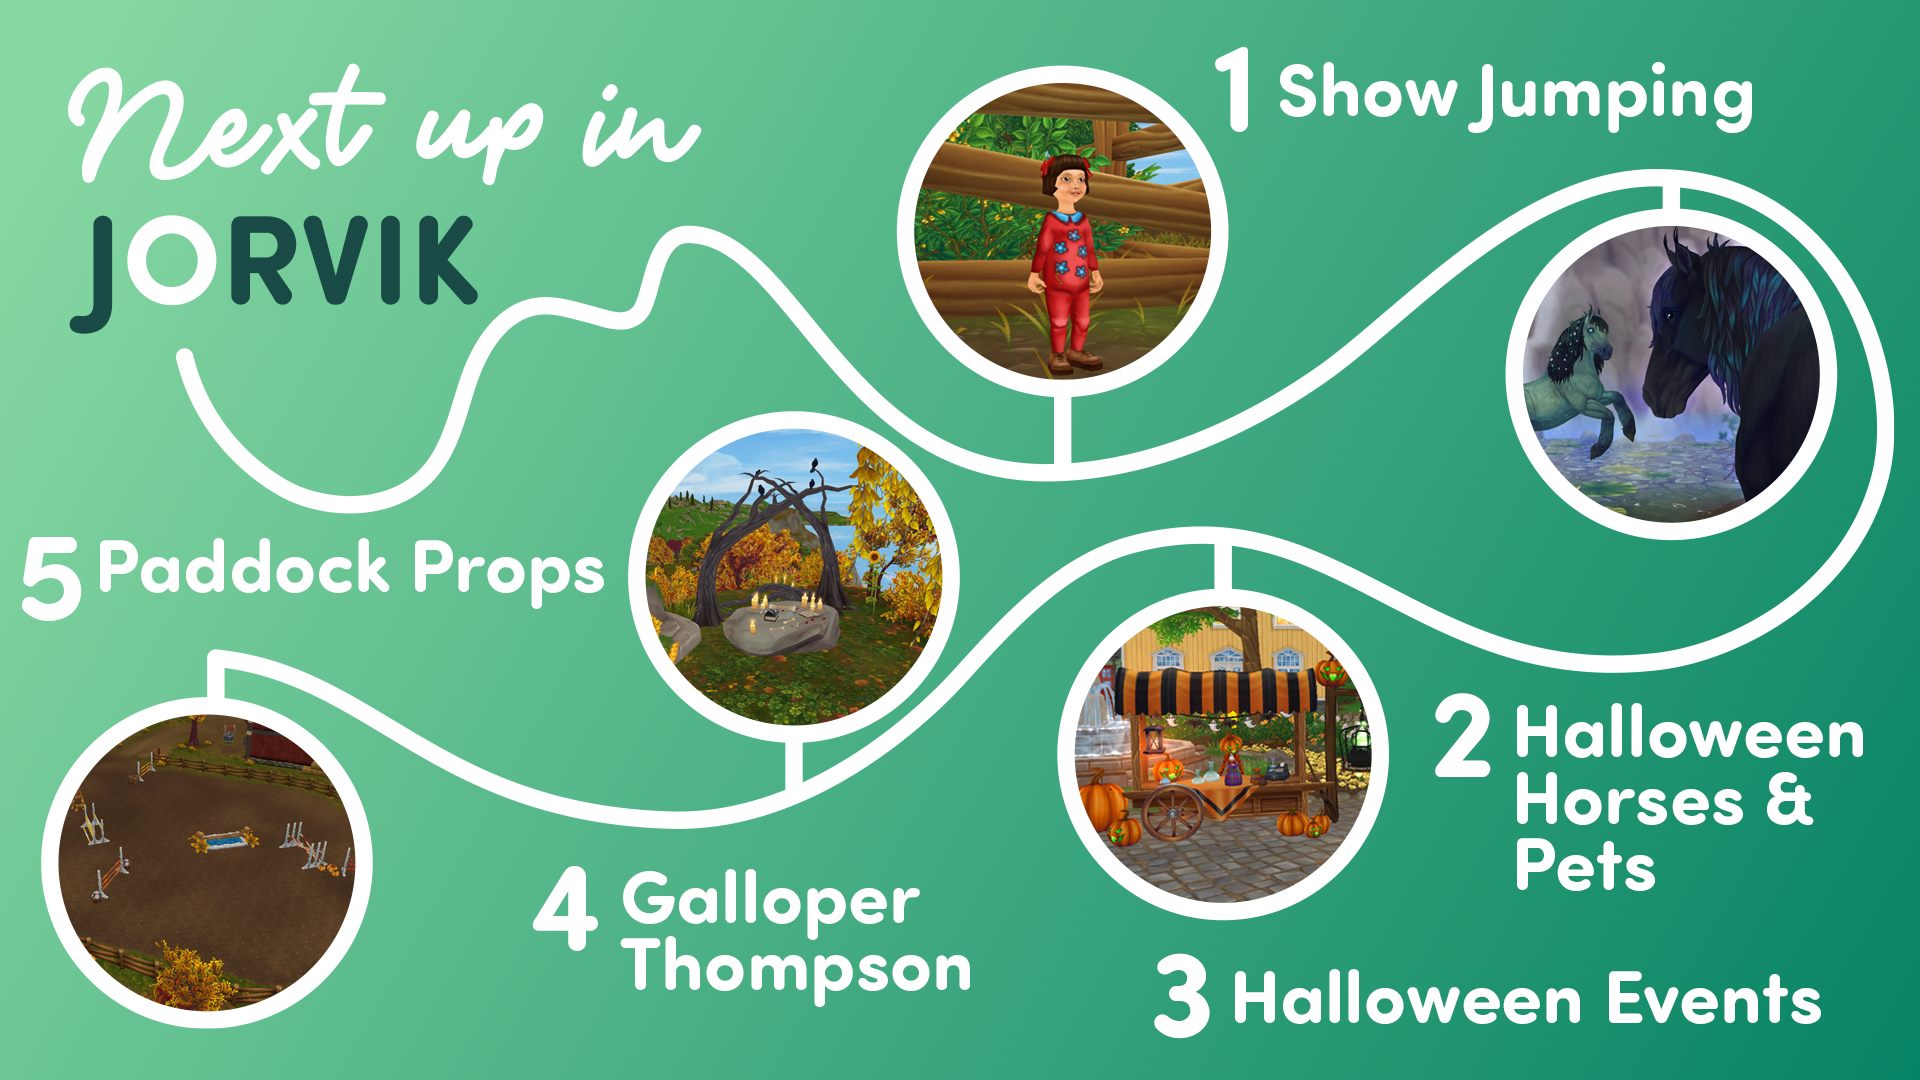 Next up in
JORVIK
1 Show Jumping
2 Halloween
Horses &
Pets
3 Halloween Events
4 Galloper
Thompson
5 Paddock Props